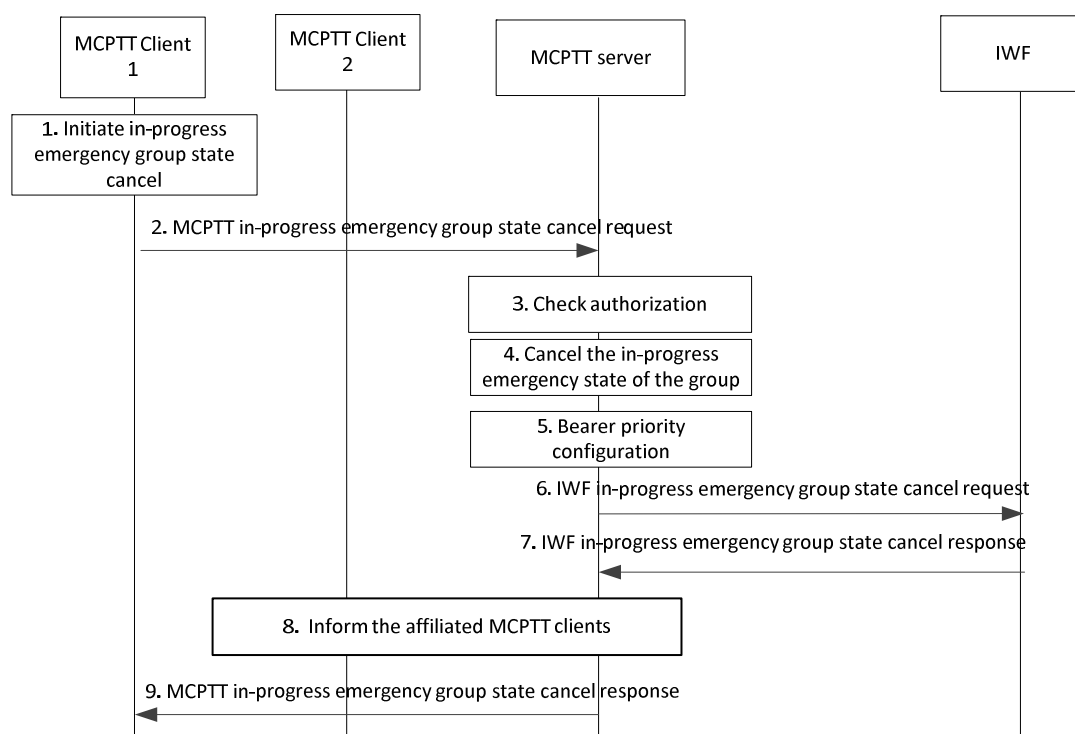 MCPTT Client
1
MCPTT Client
2
MCPTT server
IWF
1. Initiate in-progress
emergency group state
cancel
2. MCPTT in-progress emergency group state cancel request
3. Check authorization
4. Cancel the in-progress
emergency state of the group
5. Bearer priority
configuration
6. IWF in-progress emergency group state cancel request
7. IWF in-progress emergency group state cancel response
8. Inform the affiliated MCPTT clients
9. MCPTT in-progress emergency group state cancel response